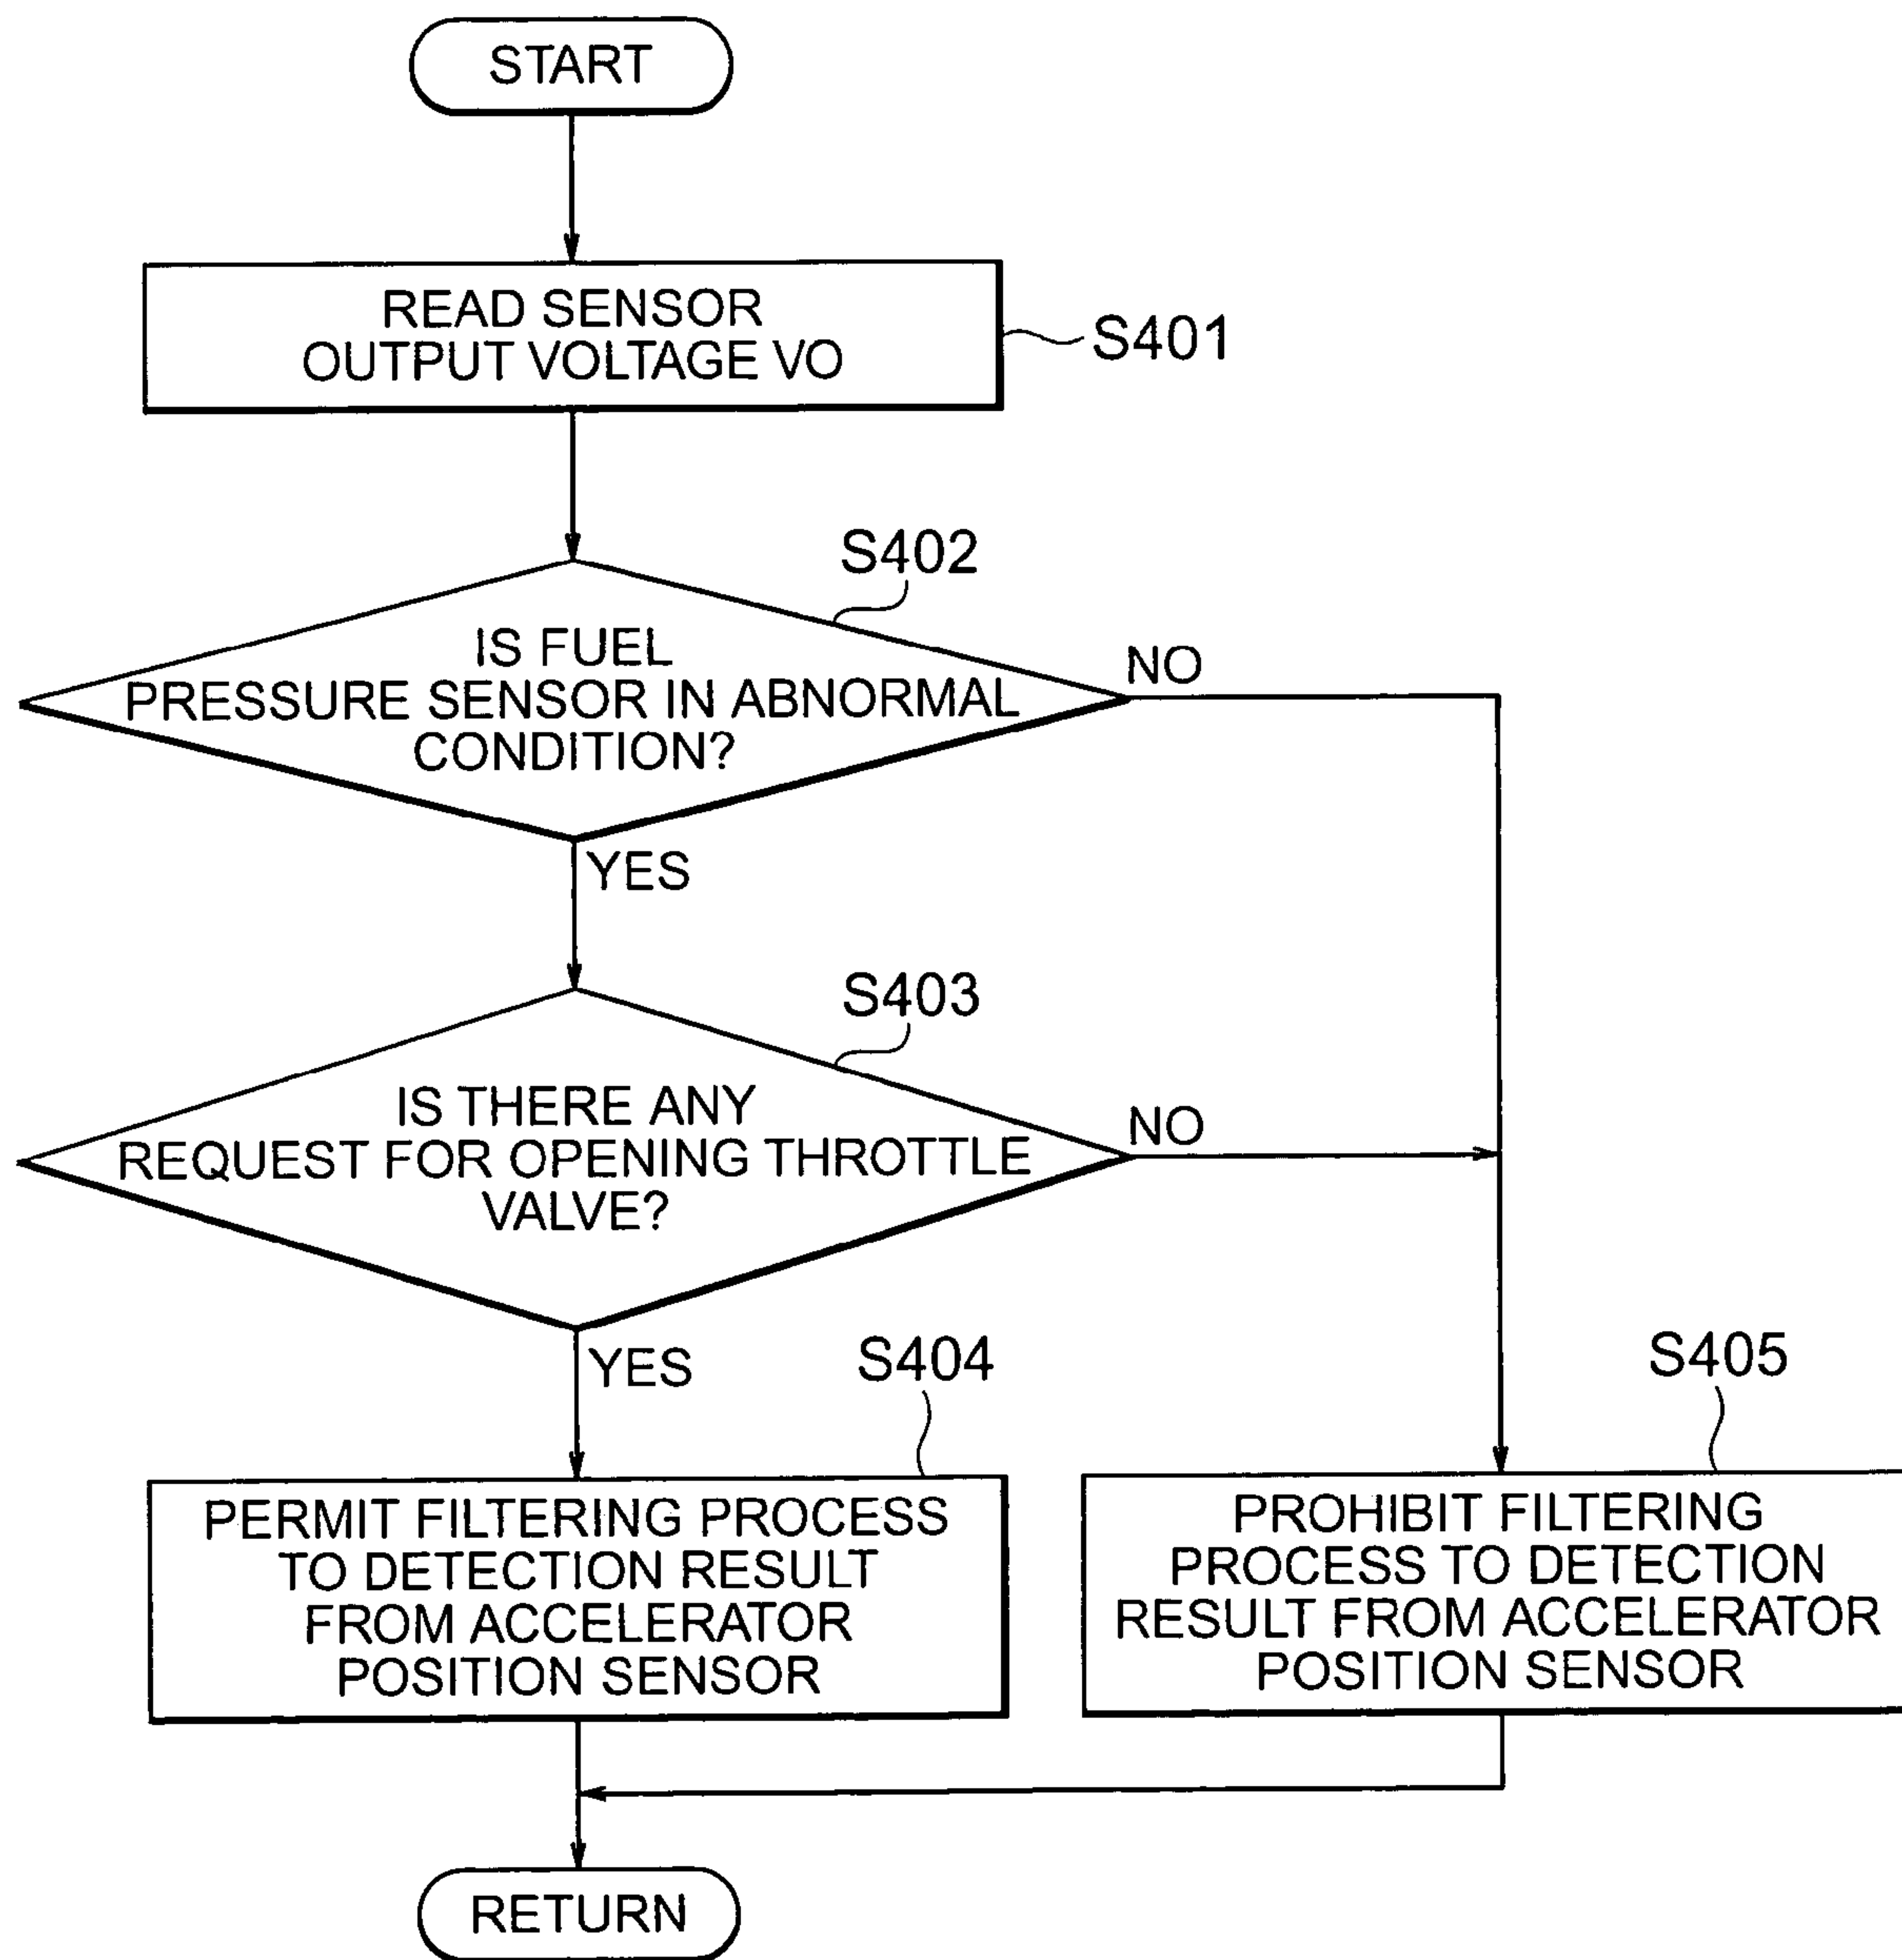 START
READ SENSOR
OUTPUT VOLTAGE VO
S401
S402
IS FUEL
PRESSURE SENSOR IN ABNORMAL
CONDITION?
NO
YES
S403
IS THERE ANY
REQUEST FOR OPENING THROTTLE
VALVE?
NO
YES
S404
PERMIT FILTERING PROCESS
TO DETECTION RESULT
FROM ACCELERATOR
POSITION SENSOR
S405
PROHIBIT FILTERING
PROCESS TO DETECTION
RESULT FROM ACCELERATOR
POSITION SENSOR
RETURN